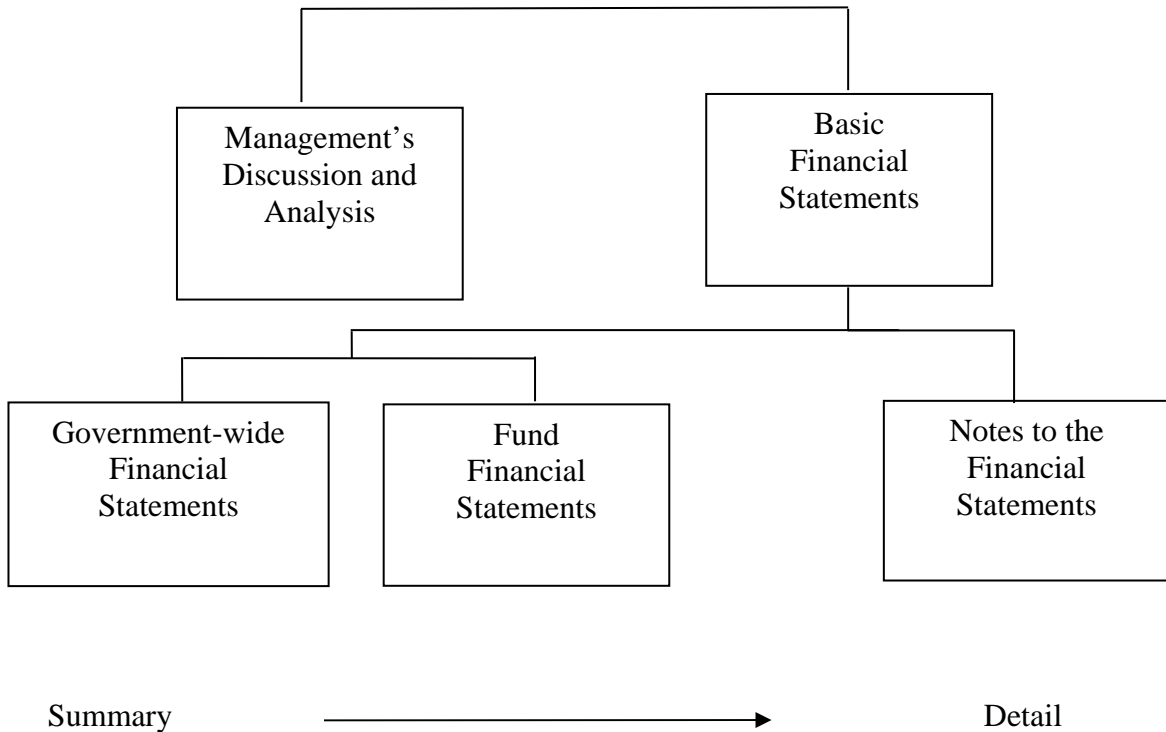 Management’s
Discussion and
Analysis
Basic
Financial
Statements
Government-wide
Financial
Statements
Fund
Financial
Statements
Notes to the
Financial
Statements
Summary
Detail